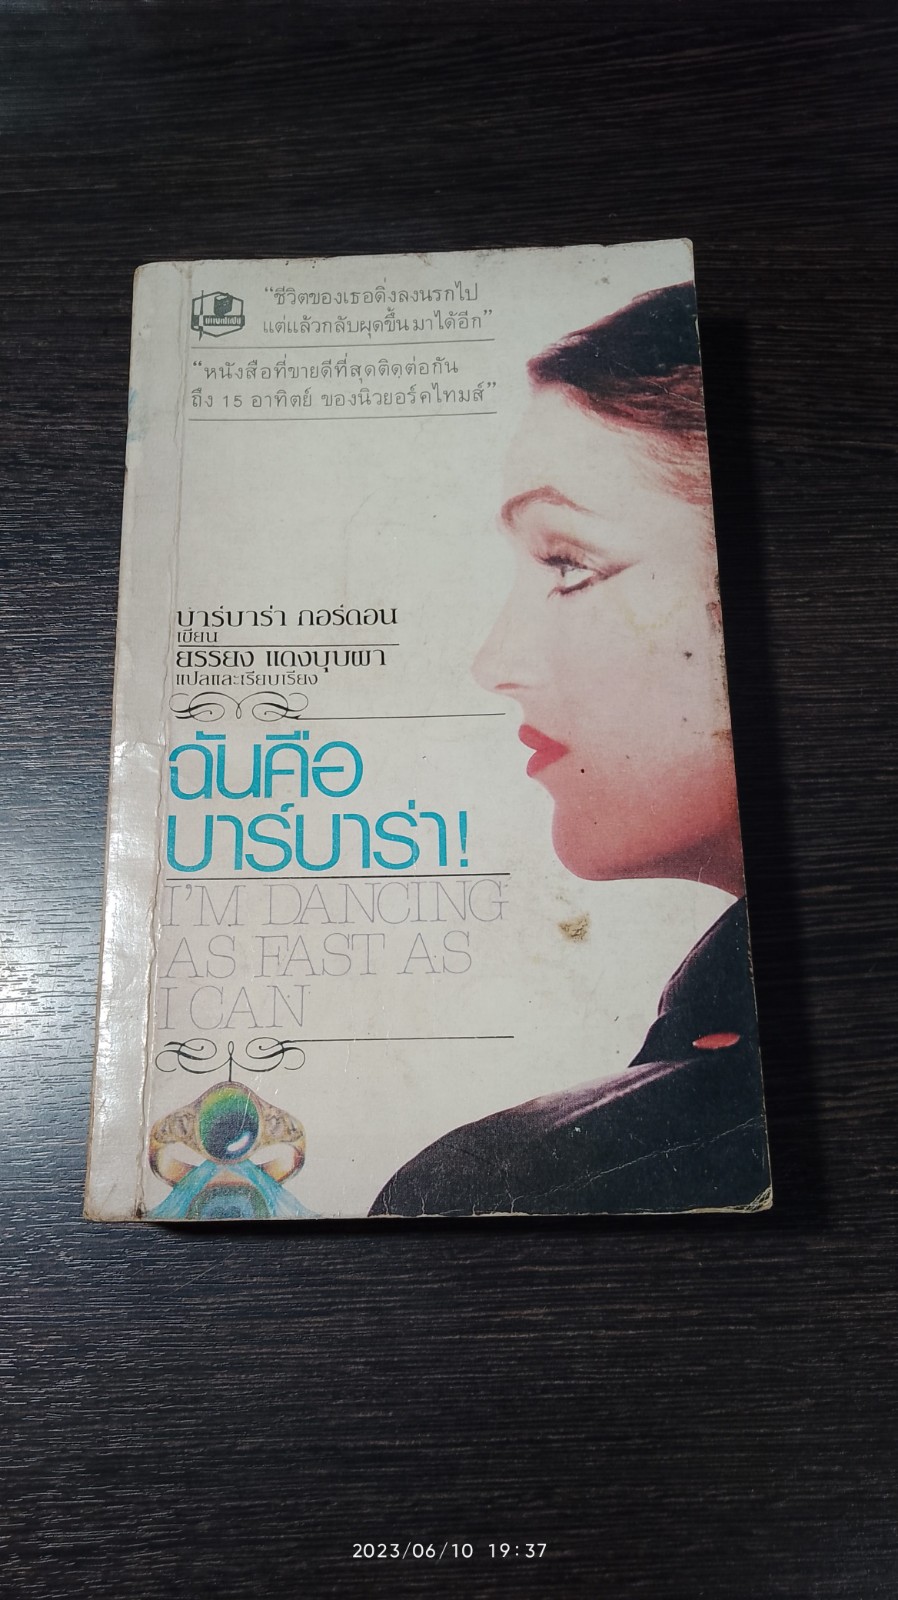 “ชีวิตของเธอดิ่งลงนรกไป
แต่แล้วกลับผุดขึ้นมาได้อีก”
“หนังสือที่ขายดีที่สุดติดต่อกัน
ถึง 15 อาทิตย์ ของนิวยอร์คไทมส์”
บาร์บาร่า กอร์ดอน
เขียน
ยรรยง แดงบุบผา
แปลและเรียบเรียง
ฉันคือ
บาร์บาร่า!
I'M DANCING
AS FAST AS
I CAN
2023/06/10 19:37